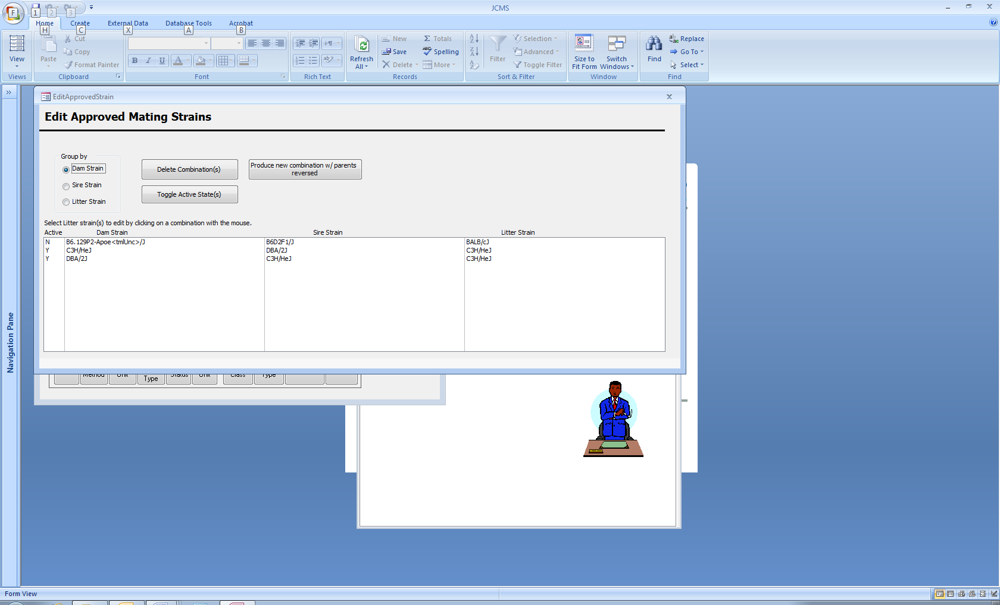 JCMS
F
1
2
3
Home Create External Data Database Tools Acrobat
H C X A B
View
Views
Paste
Cut
Copy
Format Painter
Clipboard
B I U A
Font
ab
Rich Text
Refresh
All
New
Save
Delete
Totals
Spelling
More
Records
Filter
Selection
Advanced
Toggle Filter
Sort & Filter
Size to
Fit Form
Switch
Windows
Window
Find
Replace
Go To
Select
Find
EditApprovedStrain
Edit Approved Mating Strains
Group by
Dam Strain
Sire Strain
Litter Strain
Delete Combination(s)
Toggle Active State(s)
Produce new combination w/ parents
reversed
Select Litter strain(s) to edit by clicking on a combination with the mouse.
Active Dam Strain Sire Strain Litter Strain
N B6.129P2-Apoe<tmlUnc>/J B6D2F1/J BALB/cJ
Y C3H/HeJ DBA/2J C3H/HeJ
Y DBA/2J C3H/HeJ C3H/HeJ
Method Unit Type Status Unit Class Type
Navigation Pane
Form View